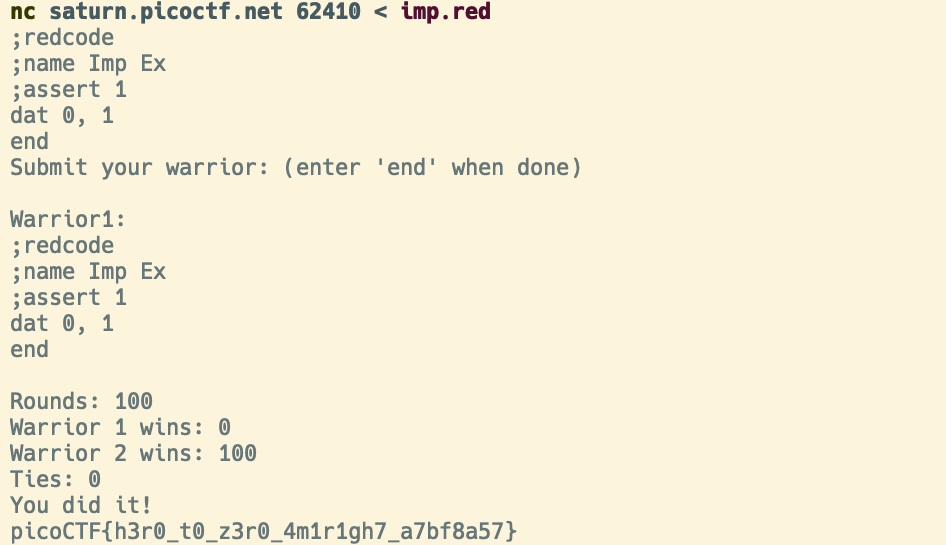 nc saturn.picoctf.net 62410 < imp.red
;redcode
;name Imp Ex
;assert 1
dat 0, 1
end
Submit your warrior: (enter 'end' when done)
Warrior1:
;redcode
;name Imp Ex
;assert 1
dat 0, 1
end
Rounds: 100
Warrior 1 wins: 0
Warrior 2 wins: 100
Ties: 0
You did it!
picoCTF{h3r0_t0_z3r0_4m1r1gh7_a7bf8a57}